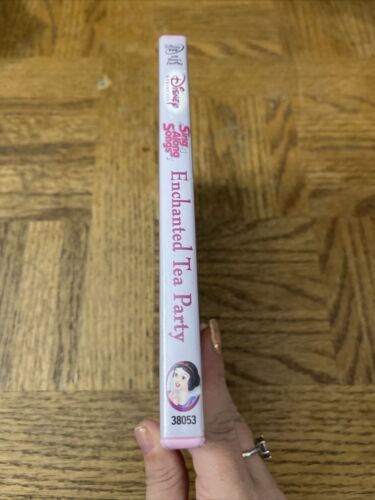 Disney
Sing
Along
Songs
Enchanted Tea Party
38053